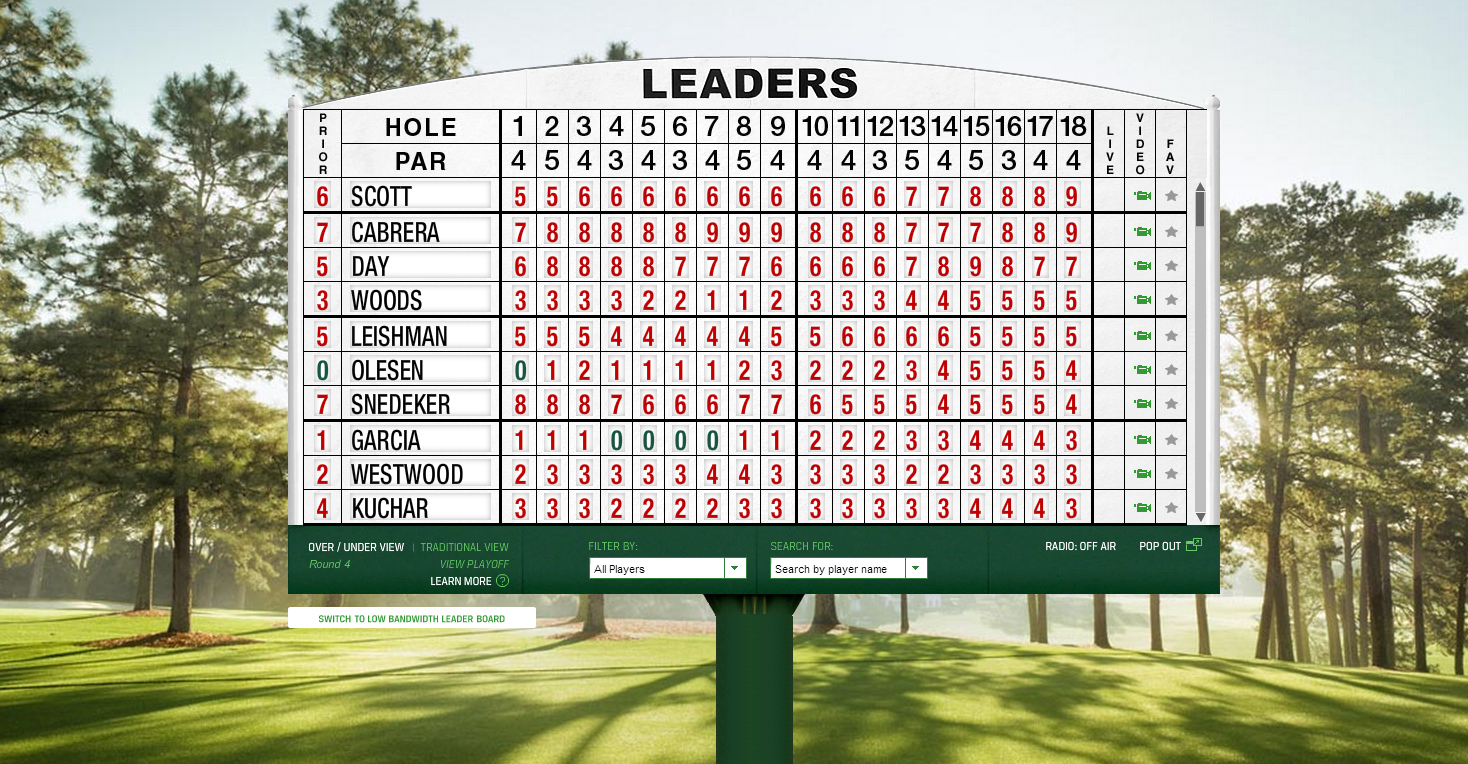 LEADERS
PRIOR HOLE 1 2 3 4 5 6 7 8 9 10 11 12 13 14 15 16 17 18 LIVE VIDEO FAV
PAR 4 5 4 3 4 3 4 5 4 4 4 3 5 4 5 3 4 4
6 SCOTT 5 5 6 6 6 6 6 6 6 6 6 6 7 7 8 8 8 9
7 CABRERA 7 8 8 8 8 8 9 9 9 8 8 8 7 7 7 8 8 9
5 DAY 6 8 8 8 8 7 7 7 6 6 6 6 7 8 9 8 7 7
3 WOODS 3 3 3 3 2 2 1 1 2 3 3 3 4 4 5 5 5 5
5 LEISHMAN 5 5 5 4 4 4 4 4 5 5 6 6 6 6 5 5 5 5
0 OLESEN 0 1 2 1 1 1 1 2 3 2 2 2 3 4 5 5 5 4
7 SNEDEKER 8 8 8 7 6 6 6 7 7 6 5 5 5 4 5 5 5 4
1 GARCIA 1 1 1 0 0 0 0 1 1 2 2 2 3 3 4 4 4 3
2 WESTWOOD 2 3 3 3 3 3 4 4 3 3 3 3 2 2 3 3 3 3
4 KUCHAR 3 3 3 2 2 2 2 3 3 3 3 3 3 3 4 4 4 3
OVER / UNDER VIEW | TRADITIONAL VIEW
Round 4 VIEW PLAYOFF
LEARN MORE ?
FILTER BY:
All Players
SEARCH FOR:
Search by player name
RADIO: OFF AIR POP OUT
SWITCH TO LOW BANDWIDTH LEADER BOARD